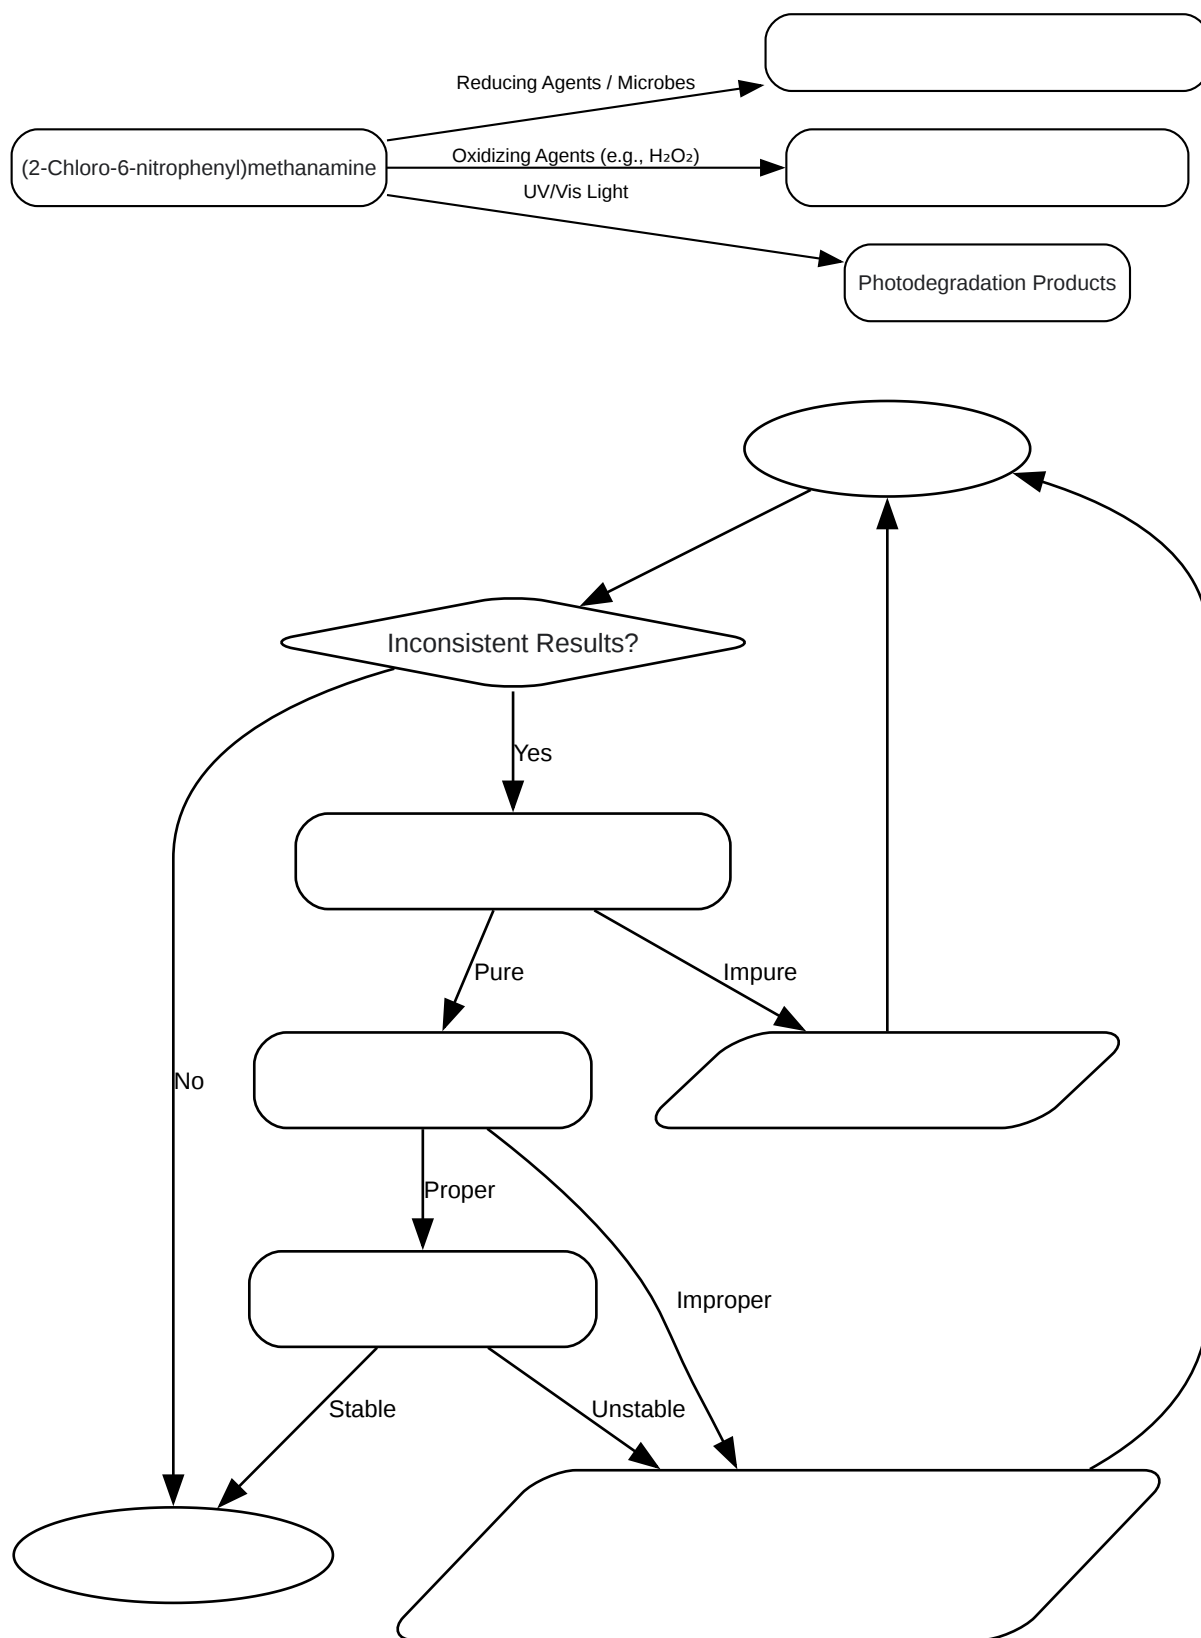 Reducing Agents / Microbes
(2-Chloro-6-nitrophenyl)methanamine
Oxidizing Agents (e.g., H₂O₂)
UV/Vis Light
Photodegradation Products
Inconsistent Results?
Yes
Pure
Impure
No
Proper
Improper
Stable
Unstable